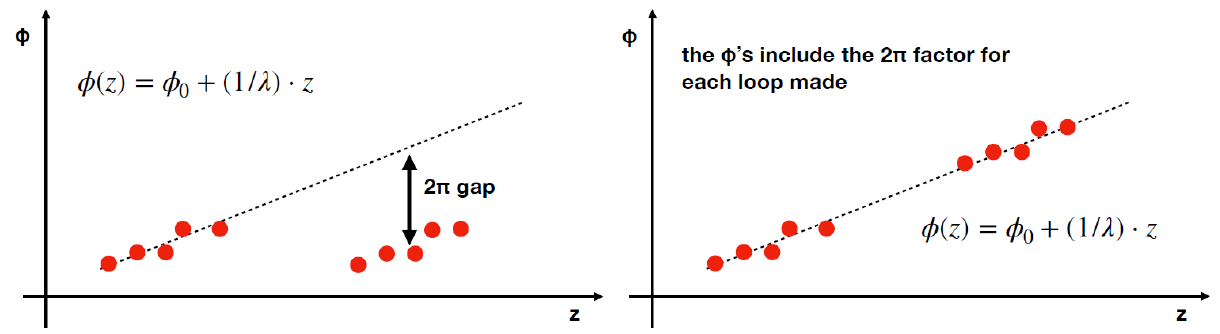 ϕ
ϕ(z) = ϕ₀ + (1/λ) · z
2π gap
z
ϕ
the ϕ's include the 2π factor for
each loop made
ϕ(z) = ϕ₀ + (1/λ) · z
z